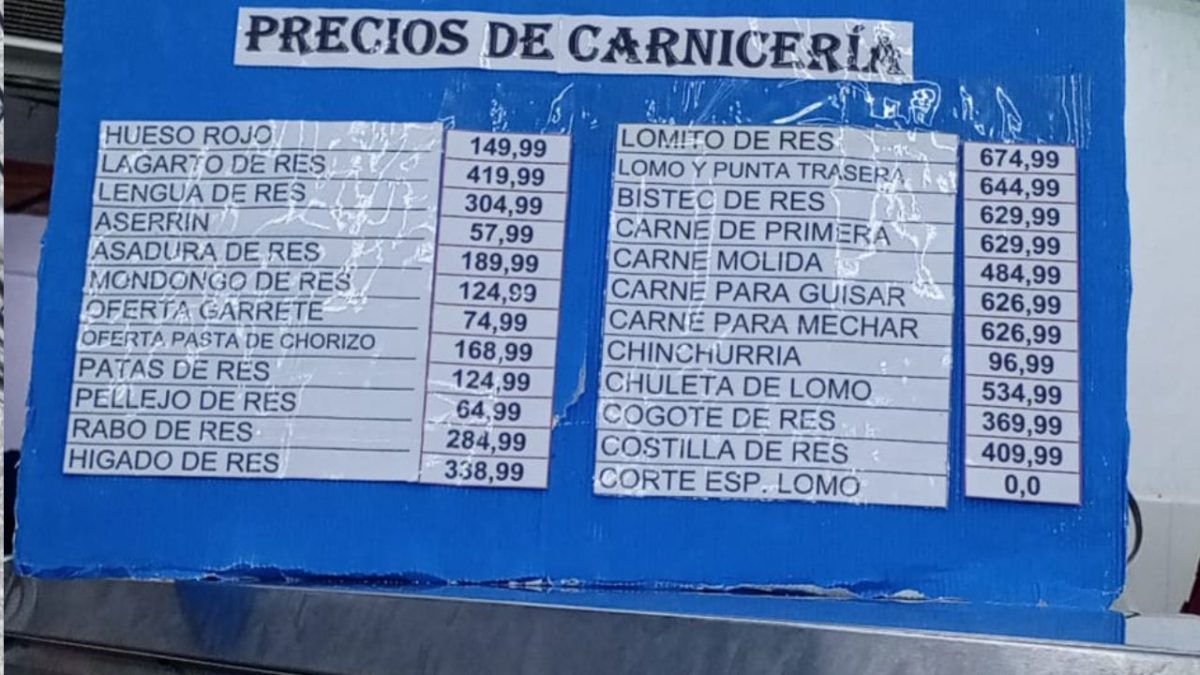 PRECIOS DE CARNICERÍA
HUESO ROJO 149,99
LAGARTO DE RES 419,99
LENGUA DE RES 304,99
ASERRIN 57,99
ASADURA DE RES 189,99
MONDONGO DE RES 124,99
OFERTA GARRETE 74,99
OFERTA PASTA DE CHORIZO 168,99
PATAS DE RES 124,99
PELLEJO DE RES 64,99
RABO DE RES 284,99
HIGADO DE RES 338,99
LOMITO DE RES 674,99
LOMO Y PUNTA TRASERA 644,99
BISTEC DE RES 629,99
CARNE DE PRIMERA 629,99
CARNE MOLIDA 484,99
CARNE PARA GUISAR 626,99
CARNE PARA MECHAR 626,99
CHINCHURRIA 96,99
CHULETA DE LOMO 534,99
COGOTE DE RES 369,99
COSTILLA DE RES 409,99
CORTE ESP. LOMO 0,0